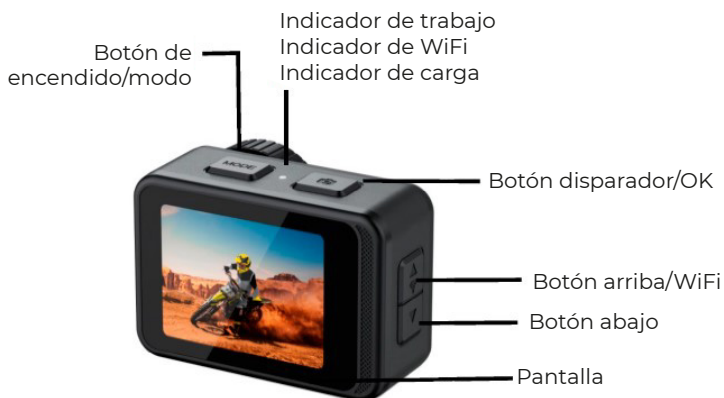 Indicador de trabajo
Indicador de WiFi
Indicador de carga
Botón de
encendido/modo
MODE
Botón disparador/OK
Botón arriba/WiFi
Botón abajo
Pantalla